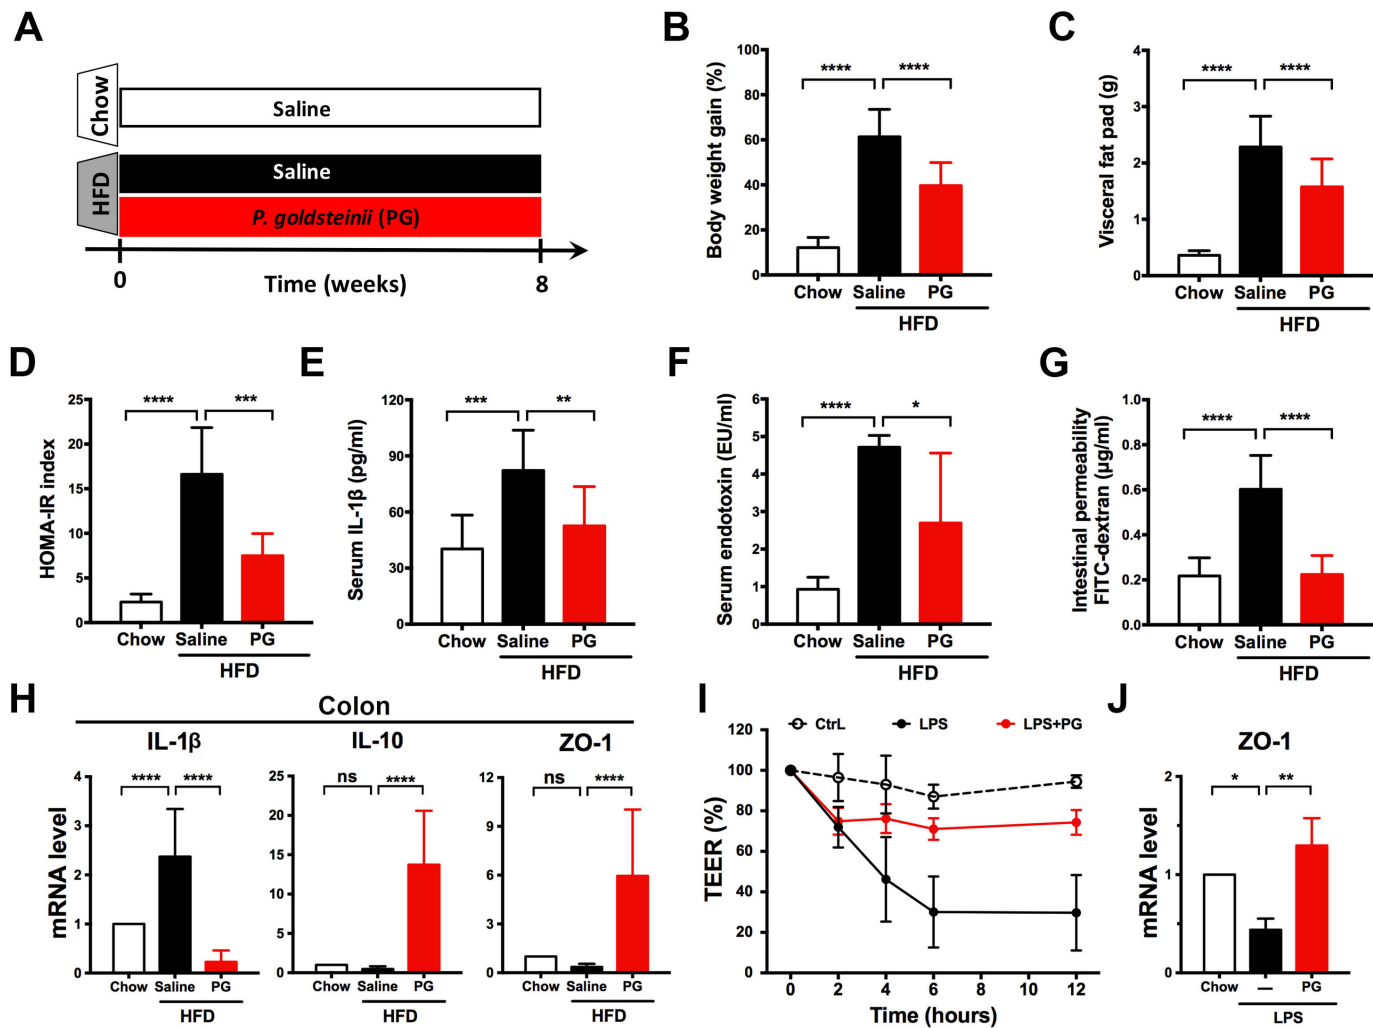 A
Chow
Saline
HFD
Saline
P. goldsteinii (PG)
0
Time (weeks)
8
B
Body weight gain (%)
100
80
60
40
20
0
**** ****
Chow Saline PG
HFD
C
Visceral fat pad (g)
4
3
2
1
0
**** ****
Chow Saline PG
HFD
D
HOMA-IR index
25
20
15
10
5
0
**** ***
Chow Saline PG
HFD
E
Serum IL-1β (pg/ml)
120
90
60
30
0
*** **
Chow Saline PG
HFD
F
Serum endotoxin (EU/ml)
6
5
4
3
2
1
0
**** *
Chow Saline PG
HFD
G
Intestinal permeability
FITC-dextran (µg/ml)
1.0
0.8
0.6
0.4
0.2
0.0
**** ****
Chow Saline PG
HFD
H
Colon
IL-1β
mRNA level
4
3
2
1
0
**** ****
Chow Saline PG
HFD
IL-10
25
20
15
10
5
0
ns ****
Chow Saline PG
HFD
ZO-1
12
9
6
3
0
ns ****
Chow Saline PG
HFD
I
TEER (%)
120
100
80
60
40
20
0
CtrL LPS LPS+PG
0 2 4 6 8 10 12
Time (hours)
J
ZO-1
mRNA level
2
1
0
* **
Chow — PG
LPS